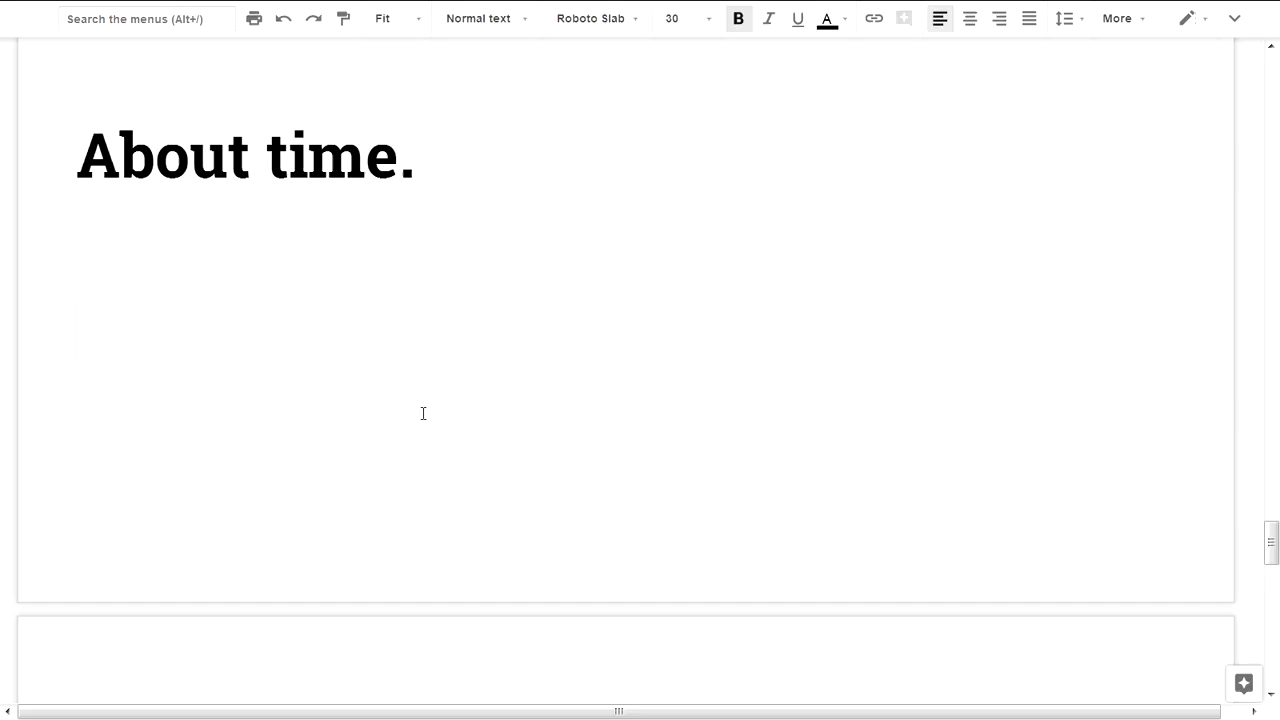 Search the menus (Alt+/) Fit Normal text Roboto Slab 30 B I U A More
About time.